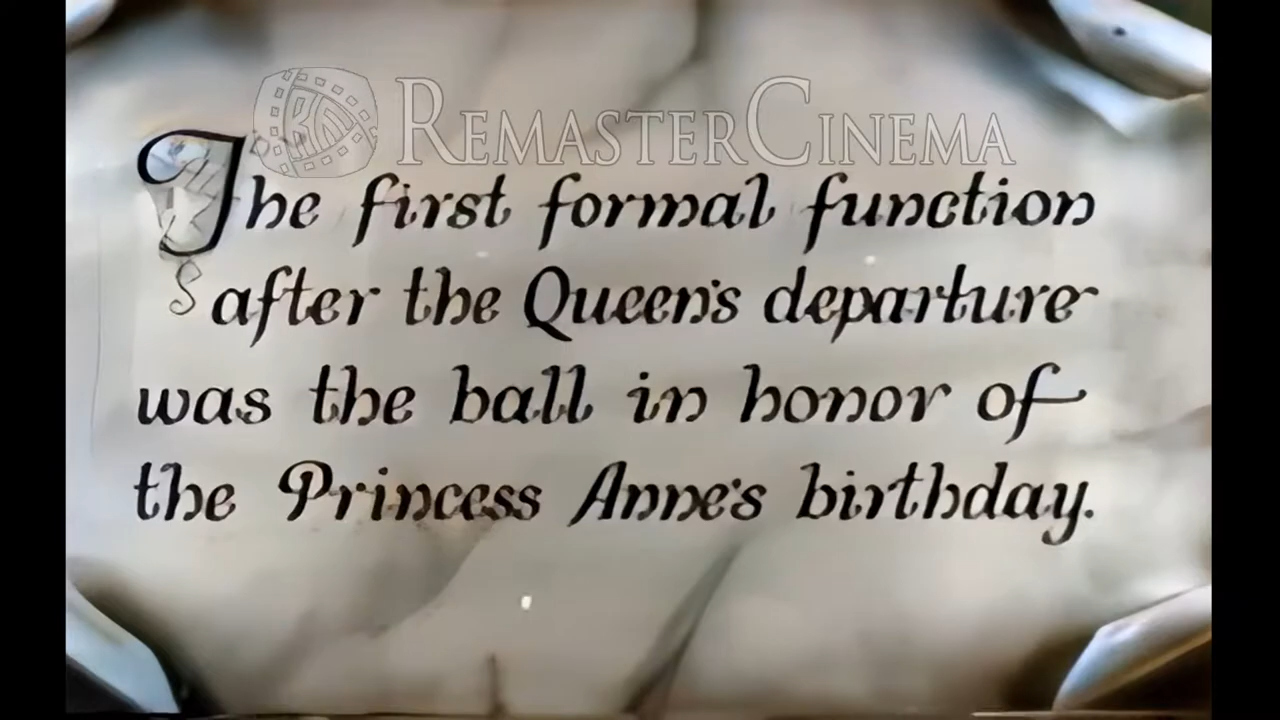 REMASTERCINEMA
The first formal function
after the Queen's departure
was the ball in honor of
the Princess Anne's birthday.